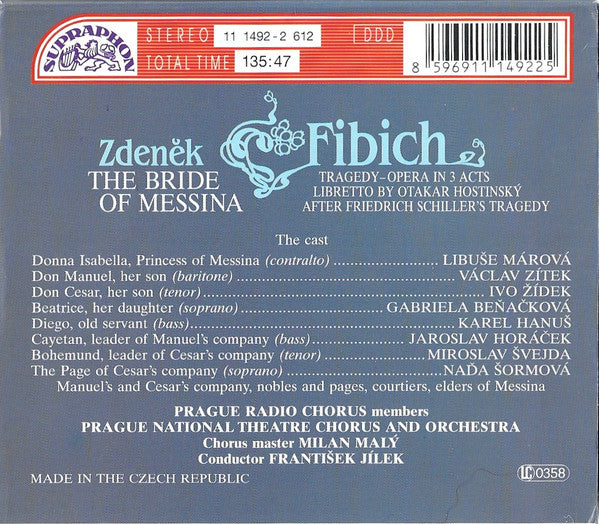 SUPRAPHON
STEREO 11 1492-2 612 DDD
TOTAL TIME 135:47
8 596911 149225
Zdeněk Fibich
THE BRIDE
OF MESSINA
TRAGEDY–OPERA IN 3 ACTS
LIBRETTO BY OTAKAR HOSTINSKÝ
AFTER FRIEDRICH SCHILLER'S TRAGEDY
The cast
Donna Isabella, Princess of Messina (contralto) .................... LIBUŠE MÁROVÁ
Don Manuel, her son (baritone) .................... VÁCLAV ZÍTEK
Don Cesar, her son (tenor) .................... IVO ŽÍDEK
Beatrice, her daughter (soprano) .................... GABRIELA BEŇAČKOVÁ
Diego, old servant (bass) .................... KAREL HANUŠ
Cayetan, leader of Manuel's company (bass) .................... JAROSLAV HORÁČEK
Bohemund, leader of Cesar's company (tenor) .................... MIROSLAV ŠVEJDA
The Page of Cesar's company (soprano) .................... NAĎA ŠORMOVÁ
Manuel's and Cesar's company, nobles and pages, courtiers, elders of Messina
PRAGUE RADIO CHORUS members
PRAGUE NATIONAL THEATRE CHORUS AND ORCHESTRA
Chorus master MILAN MALÝ
Conductor FRANTIŠEK JÍLEK
MADE IN THE CZECH REPUBLIC
LC 0358